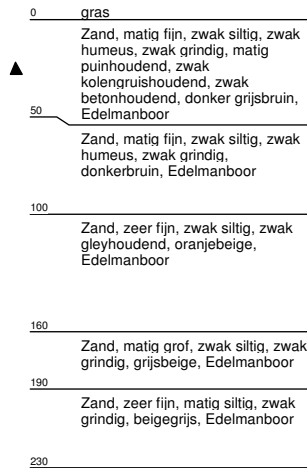 0 gras
Zand, matig fijn, zwak siltig, zwak
humeus, zwak grindig, matig
puinhoudend, zwak
kolengruishoudend, zwak
betonhoudend, donker grijsbruin,
Edelmanboor
50
Zand, matig fijn, zwak siltig, zwak
humeus, zwak grindig,
donkerbruin, Edelmanboor
100
Zand, zeer fijn, zwak siltig, zwak
gleyhoudend, oranjebeige,
Edelmanboor
160
Zand, matig grof, zwak siltig, zwak
grindig, grijsbeige, Edelmanboor
190
Zand, zeer fijn, matig siltig, zwak
grindig, beigegrijs, Edelmanboor
230